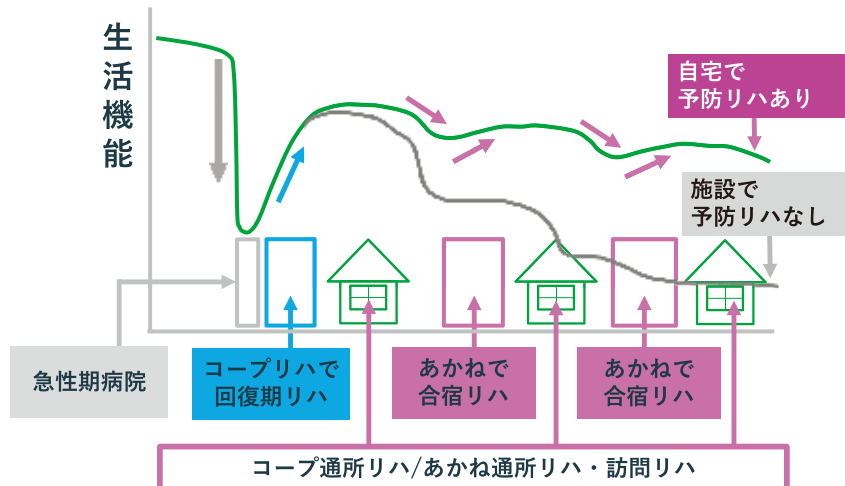 生活機能
自宅で
予防リハあり
施設で
予防リハなし
急性期病院
コープリハで
回復期リハ
あかねで
合宿リハ
あかねで
合宿リハ
コープ通所リハ/あかね通所リハ・訪問リハ